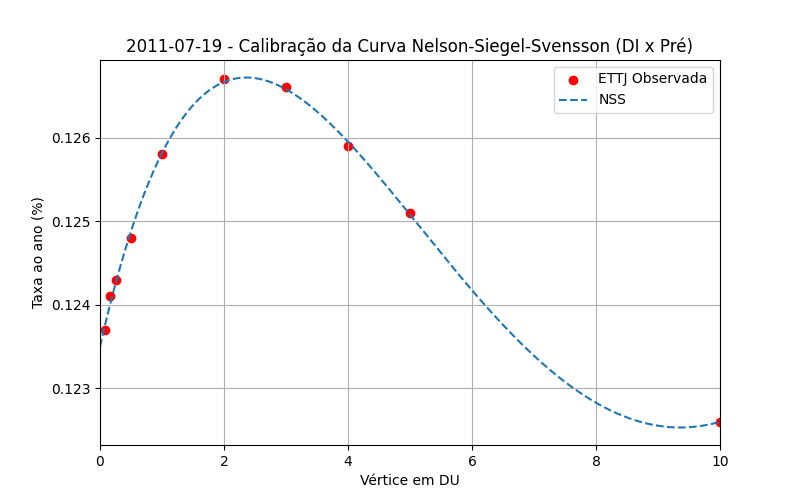 2011-07-19 - Calibração da Curva Nelson-Siegel-Svensson (DI x Pré)
ETTJ Observada
NSS
Taxa ao ano (%)
0.126
0.125
0.124
0.123
0 2 4 6 8 10
Vértice em DU